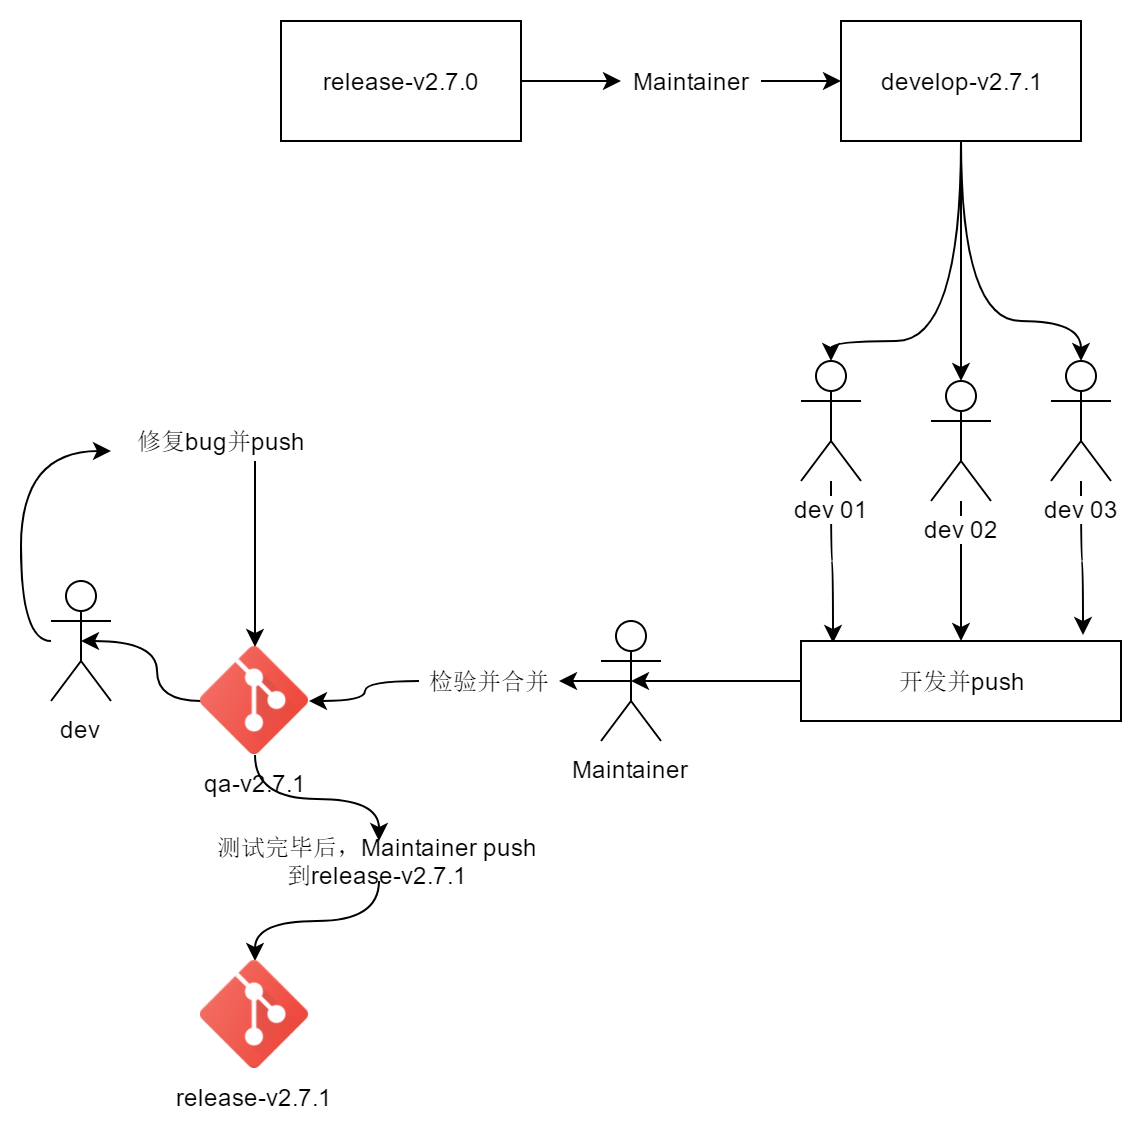 release-v2.7.0
Maintainer
develop-v2.7.1
修复bug并push
dev 01
dev 02
dev 03
检验并合并
开发并push
dev
Maintainer
qa-v2.7.1
测试完毕后，Maintainer push
到release-v2.7.1
release-v2.7.1